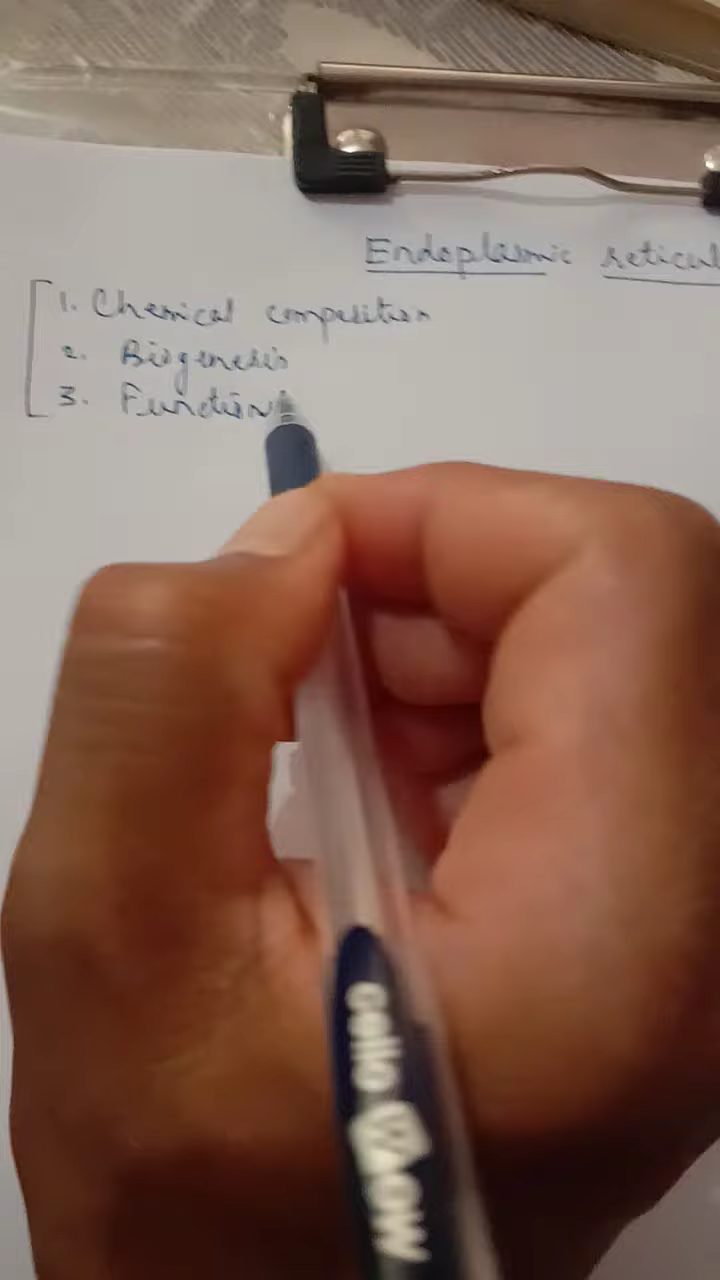 Endoplasmic reticul
1. Chemical composition
2. Biogenesis
3. Function
cello